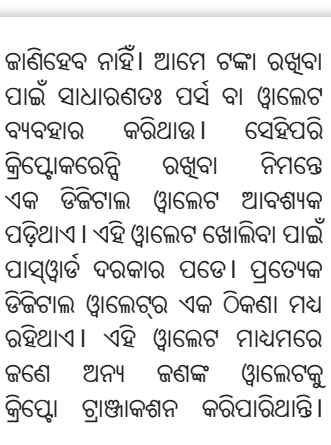 ଜାଣିହେବ ନାହିଁ। ଆମେ ଟଙ୍କା ରଖିବା
ପାଇଁ ସାଧାରଣତଃ ପର୍ସ ବା ୱାଲେଟ
ବ୍ୟବହାର କରିଥାଉ। ସେହିପରି
କ୍ରିପ୍ଟୋକରେନ୍ସି ରଖିବା ନିମନ୍ତେ
ଏକ ଡିଜିଟାଲ ୱାଲେଟ ଆବଶ୍ୟକ
ପଡ଼ିଥାଏ। ଏହି ୱାଲେଟ ଖୋଲିବା ପାଇଁ
ପାସ୍‌ୱାର୍ଡ ଦରକାର ପଡେ। ପ୍ରତ୍ୟେକ
ଡିଜିଟାଲ ୱାଲେଟ୍‌ର ଏକ ଠିକଣା ମଧ୍ୟ
ରହିଥାଏ। ଏହି ୱାଲେଟ ମାଧ୍ୟମରେ
ଜଣେ ଅନ୍ୟ ଜଣଙ୍କ ୱାଲେଟକୁ
କ୍ରିପ୍ଟୋ ଟ୍ରାଞ୍ଜାକଶନ କରିପାରିଥାନ୍ତି।